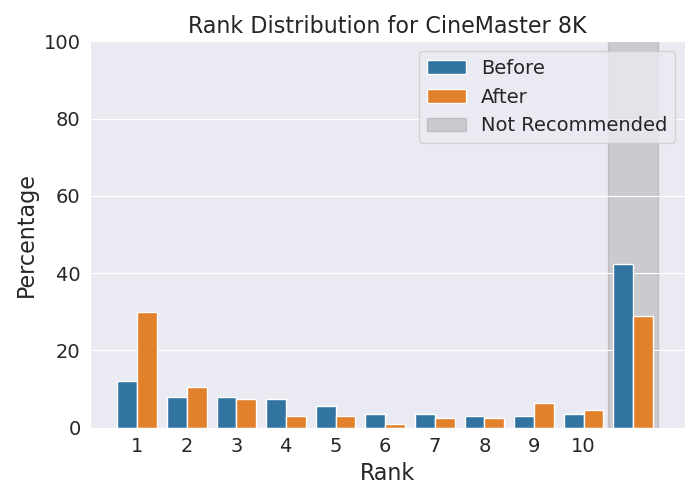 Rank Distribution for CineMaster 8K
100
80
60
40
20
0
Percentage
Before
After
Not Recommended
1 2 3 4 5 6 7 8 9 10
Rank